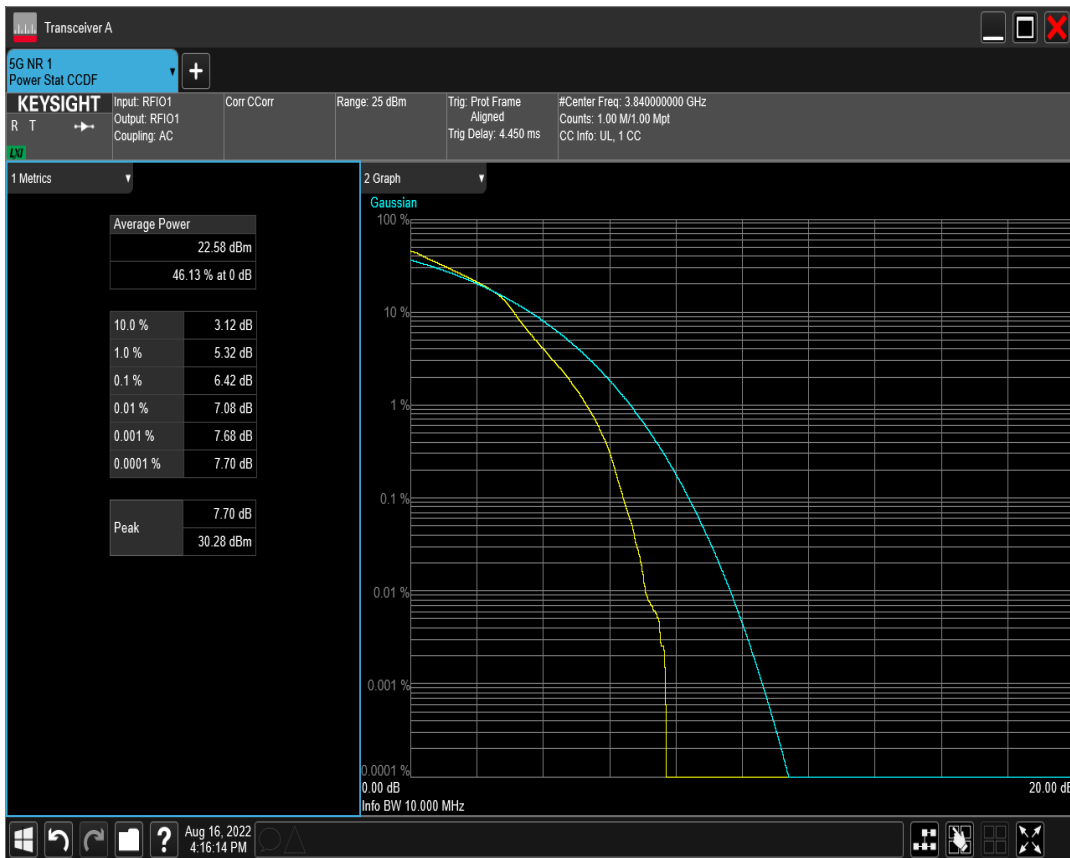 Transceiver A
5G NR 1
Power Stat CCDF
KEYSIGHT
R T
LXI
Input: RFIO1
Output: RFIO1
Coupling: AC
Corr CCorr
Range: 25 dBm
Trig: Prot Frame
Aligned
Trig Delay: 4.450 ms
#Center Freq: 3.840000000 GHz
Counts: 1.00 M/1.00 Mpt
CC Info: UL, 1 CC
1 Metrics
Average Power
22.58 dBm
46.13 % at 0 dB
10.0 % 3.12 dB
1.0 % 5.32 dB
0.1 % 6.42 dB
0.01 % 7.08 dB
0.001 % 7.68 dB
0.0001 % 7.70 dB
Peak
7.70 dB
30.28 dBm
2 Graph
Gaussian
100 %
10 %
1 %
0.1 %
0.01 %
0.001 %
0.0001 %
0.00 dB 20.00 dB
Info BW 10.000 MHz
?
Aug 16, 2022
4:16:14 PM